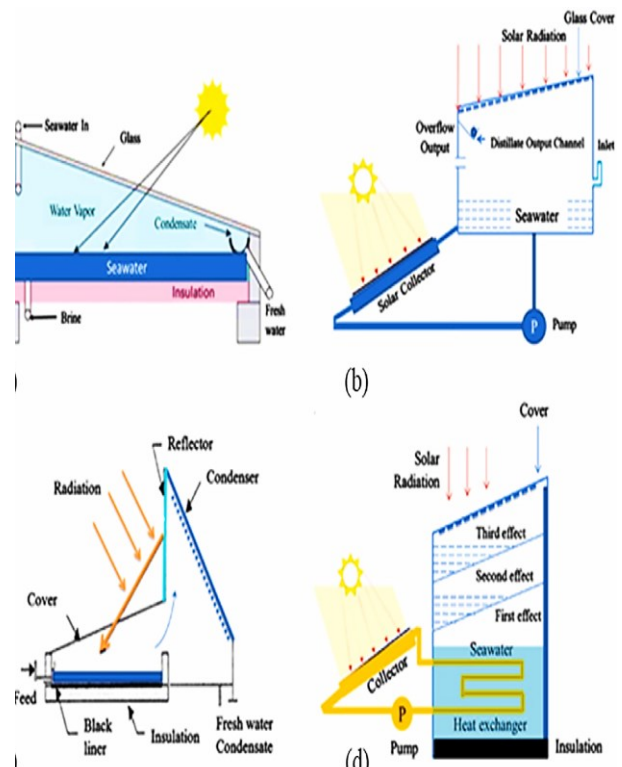 Seawater In
Glass
Water Vapor
Condensate
Seawater
Insulation
Brine
Fresh
water
)
Glass Cover
Solar Radiation
Overflow
Output
Distillate Output Channel
Inlet
Seawater
Solar Collector
P
Pump
(b)
Reflector
Condenser
Radiation
Cover
Feed
Black
liner
Insulation
Fresh water
Condensate
)
Cover
Solar
Radiation
Third effect
Second effect
First effect
Seawater
Collector
P
Pump
Heat exchanger
Insulation
(d)